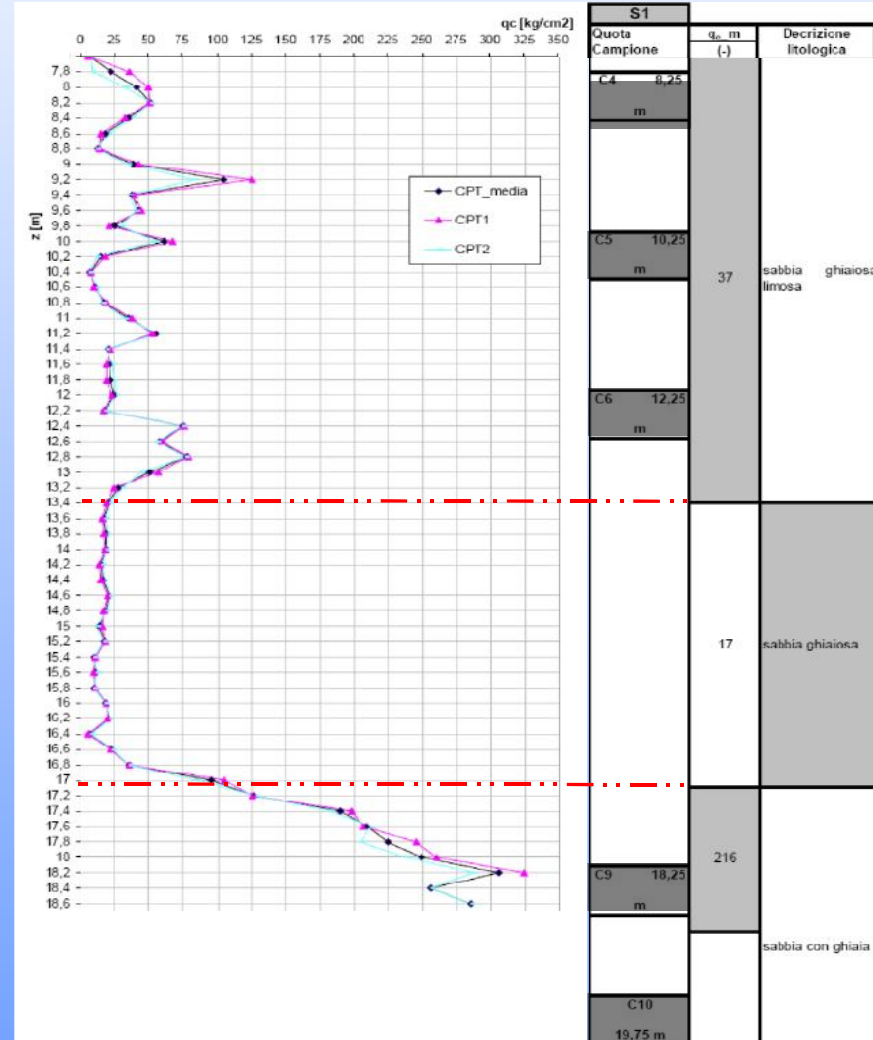 qc [kg/cm2]
0 25 50 75 100 125 150 175 200 225 250 275 300 325 350
z [m]
7,8
8
8,2
8,4
8,6
8,8
9
9,2
9,4
9,6
9,8
10
10,2
10,4
10,6
10,8
11
11,2
11,4
11,6
11,8
12
12,2
12,4
12,6
12,8
13
13,2
13,4
13,6
13,8
14
14,2
14,4
14,6
14,8
15
15,2
15,4
15,6
15,8
16
16,2
16,4
16,6
16,8
17
17,2
17,4
17,6
17,8
10
18,2
18,4
18,6
CPT_media
CPT1
CPT2
S1
Quota Campione
(-)
Decrizione litologica
C4 8,25
m
C5 10,25
m
C6 12,25
m
C9 18,25
m
C10
19,75 m
37
17
216
sabbia ghiaiosa
limosa
sabbia ghiaiosa
sabbia con ghiaia